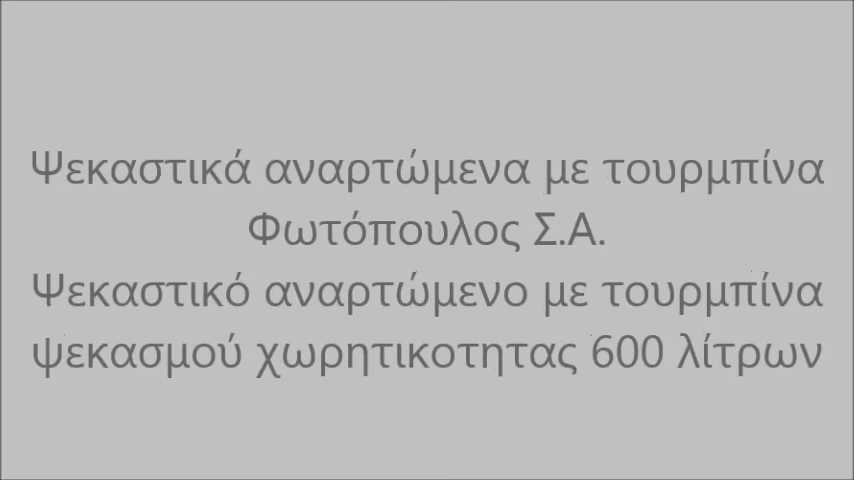 Ψεκαστικά αναρτώμενα με τουρμπίνα
Φωτόπουλος Σ.Α.
Ψεκαστικό αναρτώμενο με τουρμπίνα
ψεκασμού χωρητικοτητας 600 λίτρων